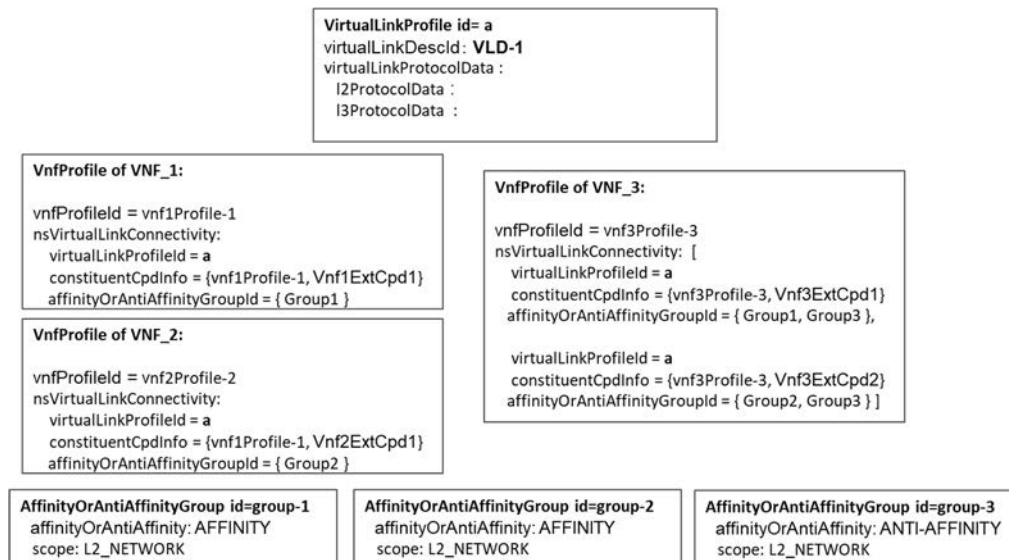 VirtualLinkProfile id= a
virtualLinkDescId: VLD-1
virtualLinkProtocolData :
l2ProtocolData :
l3ProtocolData :
VnfProfile of VNF_1:
vnfProfileId = vnf1Profile-1
nsVirtualLinkConnectivity:
virtualLinkProfileId = a
constituentCpdInfo = {vnf1Profile-1, Vnf1ExtCpd1}
affinityOrAntiAffinityGroupId = { Group1 }
VnfProfile of VNF_2:
vnfProfileId = vnf2Profile-2
nsVirtualLinkConnectivity:
virtualLinkProfileId = a
constituentCpdInfo = {vnf1Profile-1, Vnf2ExtCpd1}
affinityOrAntiAffinityGroupId = { Group2 }
VnfProfile of VNF_3:
vnfProfileId = vnf3Profile-3
nsVirtualLinkConnectivity: [
virtualLinkProfileId = a
constituentCpdInfo = {vnf3Profile-3, Vnf3ExtCpd1}
affinityOrAntiAffinityGroupId = { Group1, Group3 },
virtualLinkProfileId = a
constituentCpdInfo = {vnf3Profile-3, Vnf3ExtCpd2}
affinityOrAntiAffinityGroupId = { Group2, Group3 } ]
AffinityOrAntiAffinityGroup id=group-1
affinityOrAntiAffinity: AFFINITY
scope: L2_NETWORK
AffinityOrAntiAffinityGroup id=group-2
affinityOrAntiAffinity: AFFINITY
scope: L2_NETWORK
AffinityOrAntiAffinityGroup id=group-3
affinityOrAntiAffinity: ANTI-AFFINITY
scope: L2_NETWORK